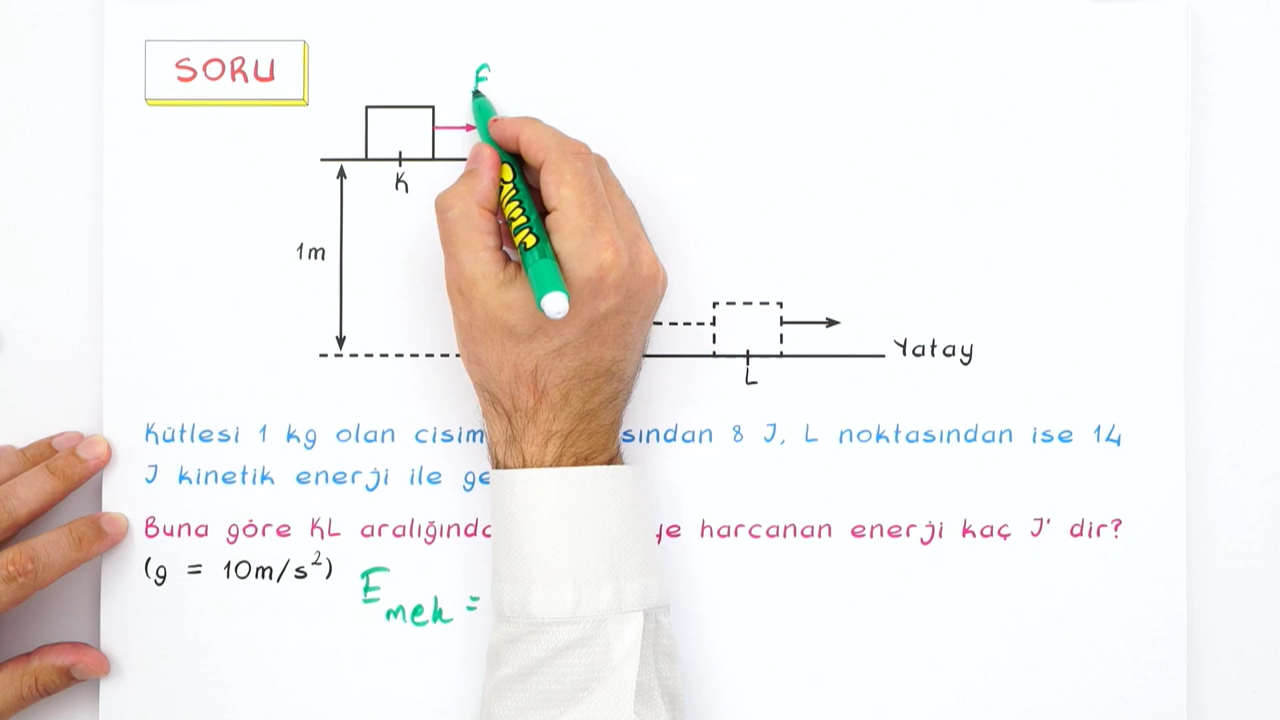 SORU
F
K
1m
Yatay
L
Kütlesi 1 kg olan cisim sından 8 J, L noktasından ise 14
J kinetik enerji ile ge
Buna göre KL aralığında ye harcanan enerji kaç J' dir?
(g = 10m/s²)
E mek =